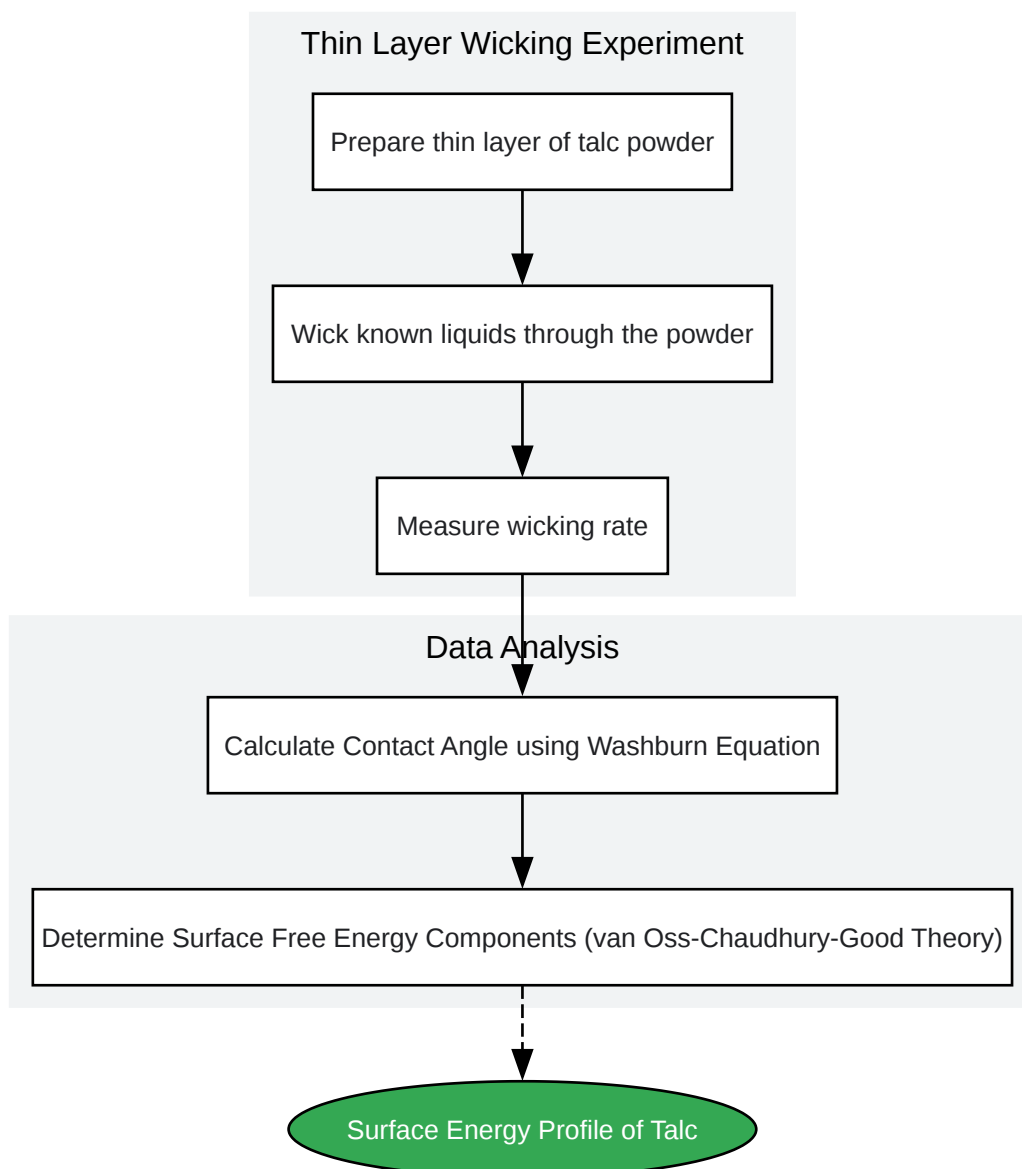 Thin Layer Wicking Experiment
Prepare thin layer of talc powder
Wick known liquids through the powder
Measure wicking rate
Data Analysis
Calculate Contact Angle using Washburn Equation
Determine Surface Free Energy Components (van Oss-Chaudhury-Good Theory)
Surface Energy Profile of Talc